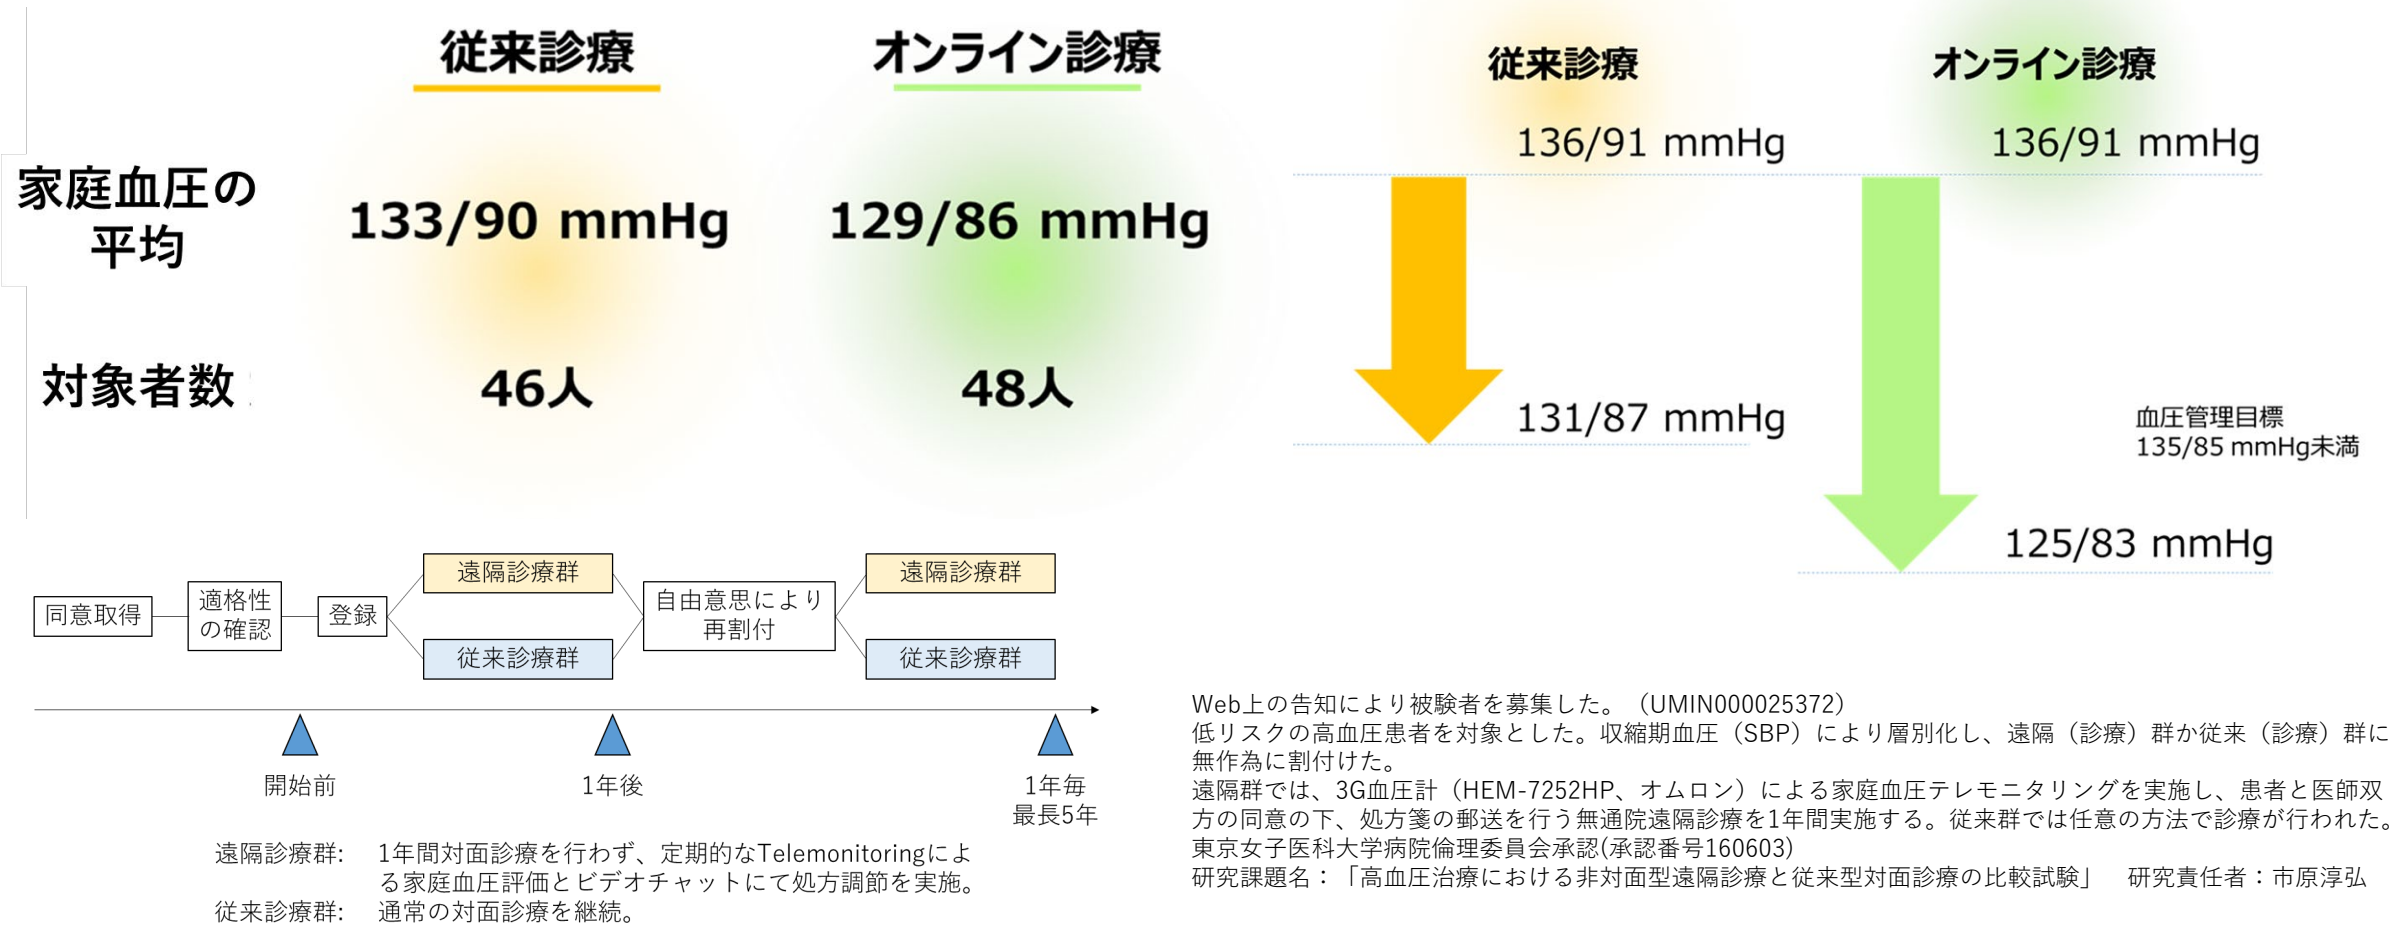 従来診療
オンライン診療
家庭血圧の
平均
133/90 mmHg
129/86 mmHg
対象者数
46人
48人
従来診療
オンライン診療
136/91 mmHg
136/91 mmHg
131/87 mmHg
血圧管理目標
135/85 mmHg未満
125/83 mmHg
同意取得
適格性
の確認
登録
遠隔診療群
従来診療群
自由意思により
再割付
遠隔診療群
従来診療群
開始前
1年後
1年毎
最長5年
遠隔診療群: 1年間対面診療を行わず、定期的なTelemonitoringによ
る家庭血圧評価とビデオチャットにて処方調節を実施。
従来診療群: 通常の対面診療を継続。
Web上の告知により被験者を募集した。（UMIN000025372）
低リスクの高血圧患者を対象とした。収縮期血圧（SBP）により層別化し、遠隔（診療）群か従来（診療）群に
無作為に割付けた。
遠隔群では、3G血圧計（HEM-7252HP、オムロン）による家庭血圧テレモニタリングを実施し、患者と医師双
方の同意の下、処方箋の郵送を行う無通院遠隔診療を1年間実施する。従来群では任意の方法で診療が行われた。
東京女子医科大学病院倫理委員会承認(承認番号160603)
研究課題名：「高血圧治療における非対面型遠隔診療と従来型対面診療の比較試験」 研究責任者：市原淳弘